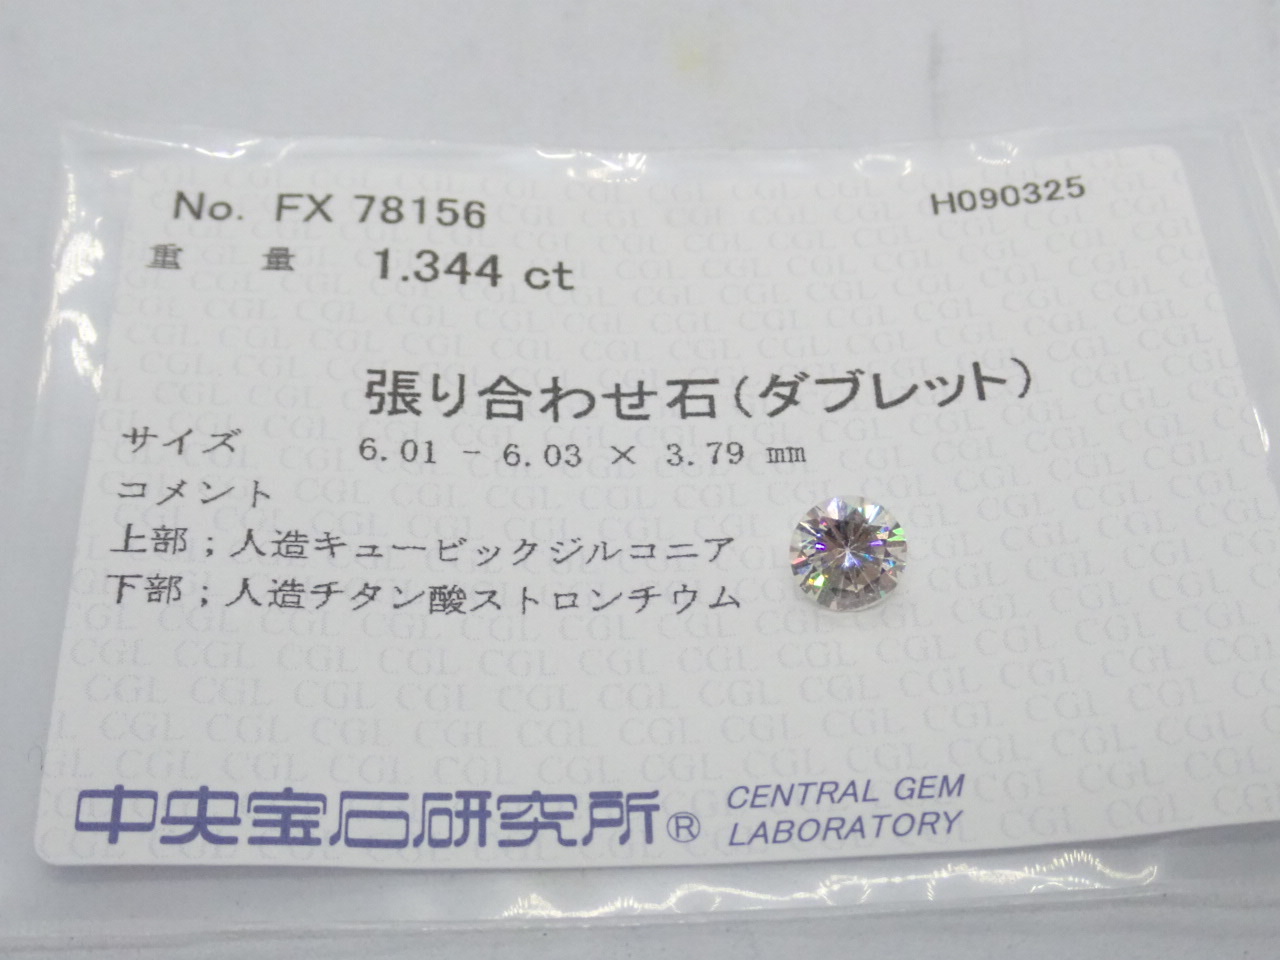 No. FX 78156
H090325
重 量 1.344 ct
張り合わせ石(ダブレット)
サイズ 6.01 - 6.03 × 3.79 mm
コメント
上部;人造キュービックジルコニア
下部;人造チタン酸ストロンチウム
中央宝石研究所® CENTRAL GEM
LABORATORY